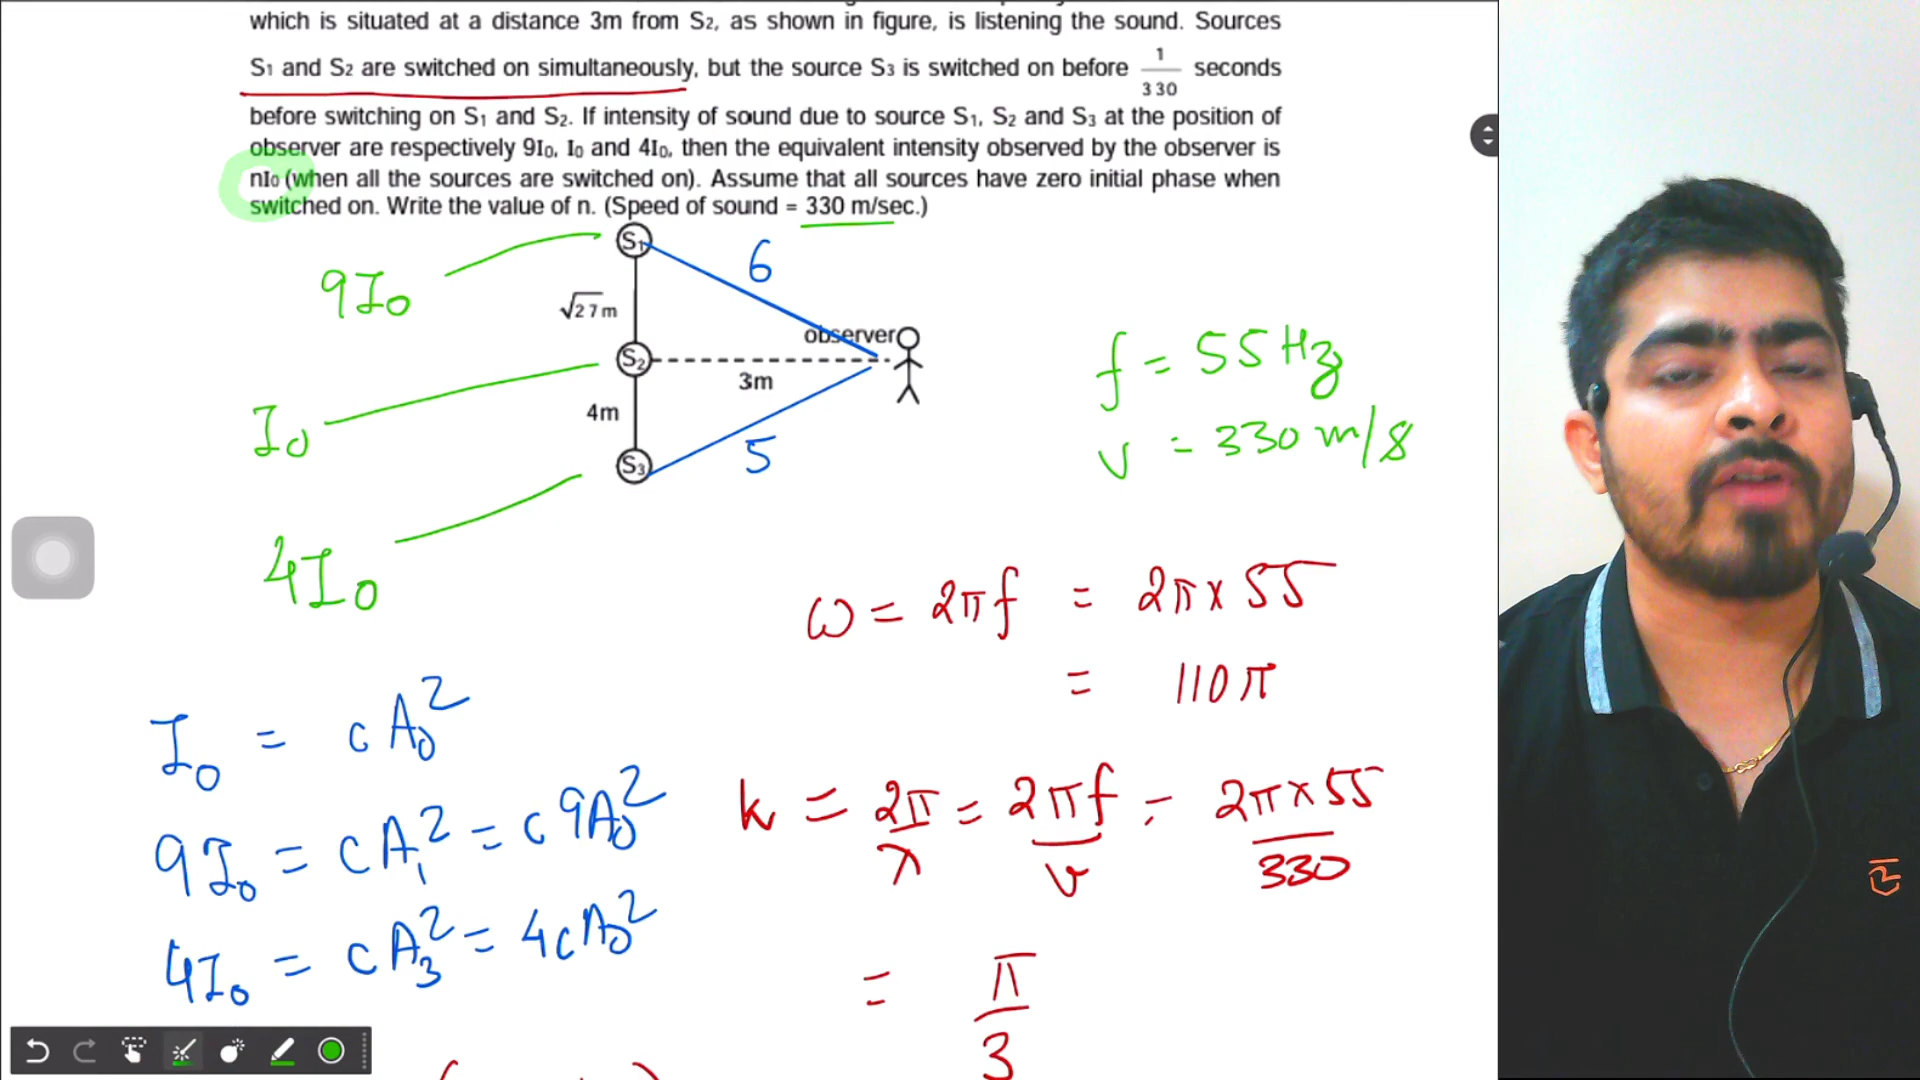 which is situated at a distance 3m from S2, as shown in figure, is listening the sound. Sources
S1 and S2 are switched on simultaneously, but the source S3 is switched on before 1/330 seconds
before switching on S1 and S2. If intensity of sound due to source S1, S2 and S3 at the position of
observer are respectively 9I0, I0 and 4I0, then the equivalent intensity observed by the observer is
nI0 (when all the sources are switched on). Assume that all sources have zero initial phase when
switched on. Write the value of n. (Speed of sound = 330 m/sec.)
S1
6
9I0
√27m
observer
f = 55Hz
S2
3m
4m
I0
v = 330 m/s
S3
5
4I0
ω = 2πf = 2π×55
= 110π
I0 = cA0²
k = 2π/λ = 2πf/v = 2π×55/330
9I0 = cA1² = c9A0²
4I0 = cA3² = 4cA0²
= π/3